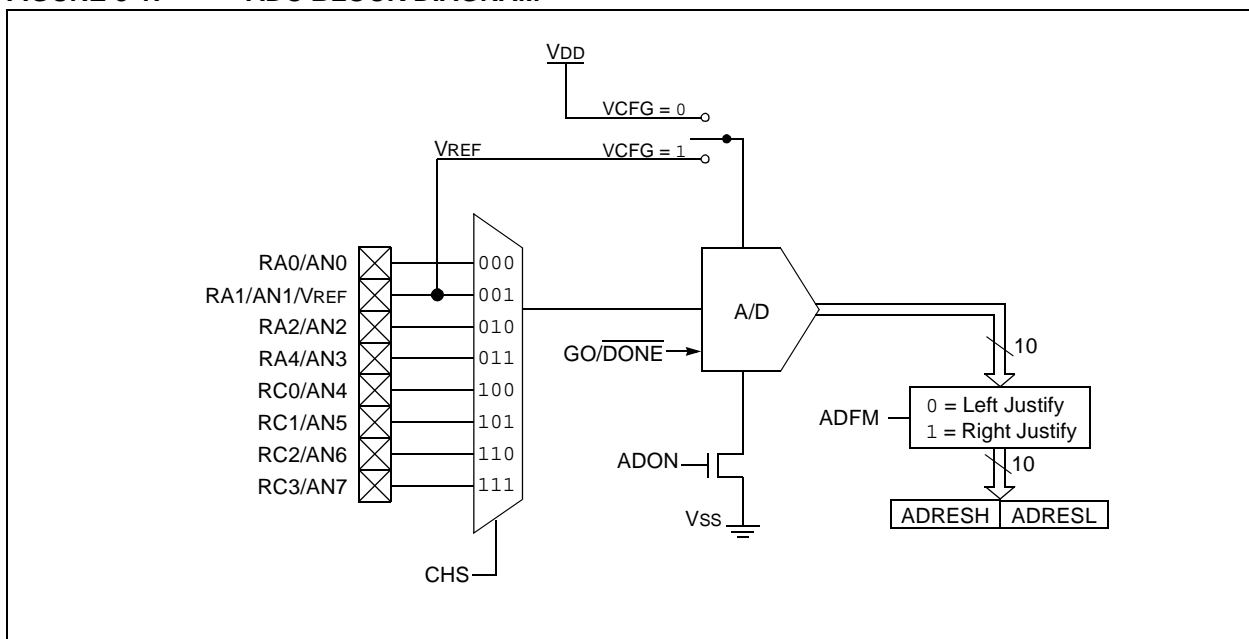 VDD
VCFG = 0
VREF
VCFG = 1
RA0/AN0
000
RA1/AN1/VREF
001
RA2/AN2
010
A/D
RA4/AN3
011
GO/DONE
10
RC0/AN4
100
RC1/AN5
101
ADFM
0 = Left Justify
1 = Right Justify
RC2/AN6
110
ADON
10
RC3/AN7
111
VSS
ADRESH
ADRESL
CHS